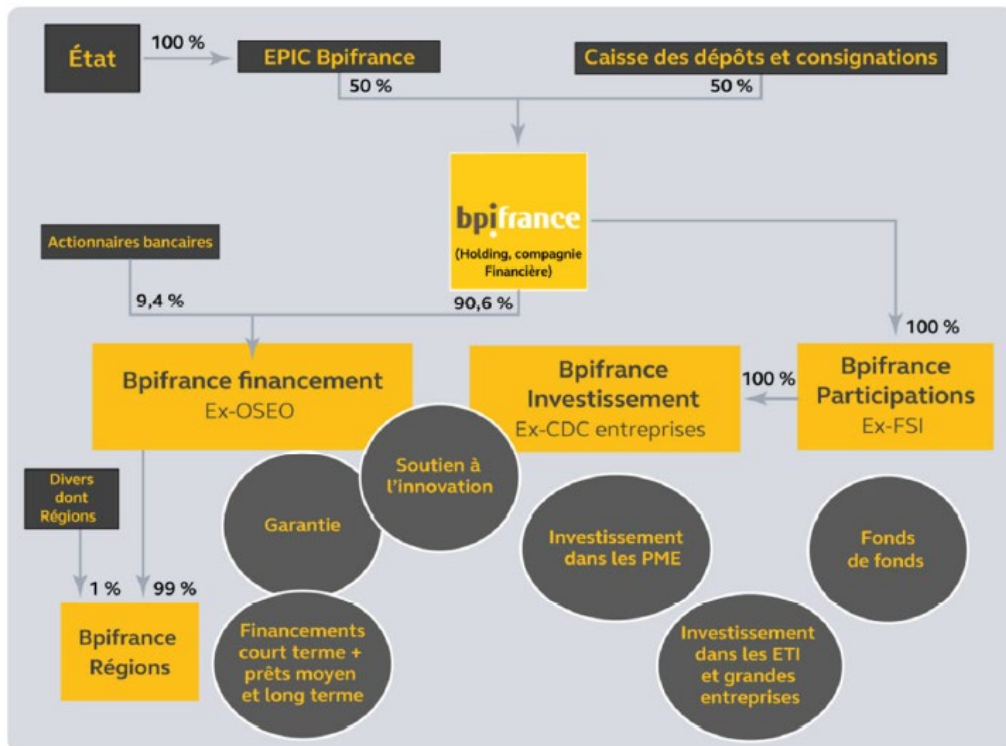 État
100 %
EPIC Bpifrance
Caisse des dépôts et consignations
50 %
50 %
bpifrance
(Holding, compagnie
Financière)
Actionnaires bancaires
9,4 %
90,6 %
100 %
Bpifrance financement
Ex-OSEO
Bpifrance
Investissement
Ex-CDC entreprises
100 %
Bpifrance
Participations
Ex-FSI
Divers
dont
Régions
Soutien à
l'innovation
Garantie
Investissement
dans les PME
Fonds
de fonds
1 %
99 %
Bpifrance
Régions
Financements
court terme +
prêts moyen
et long terme
Investissement
dans les ETI
et grandes
entreprises